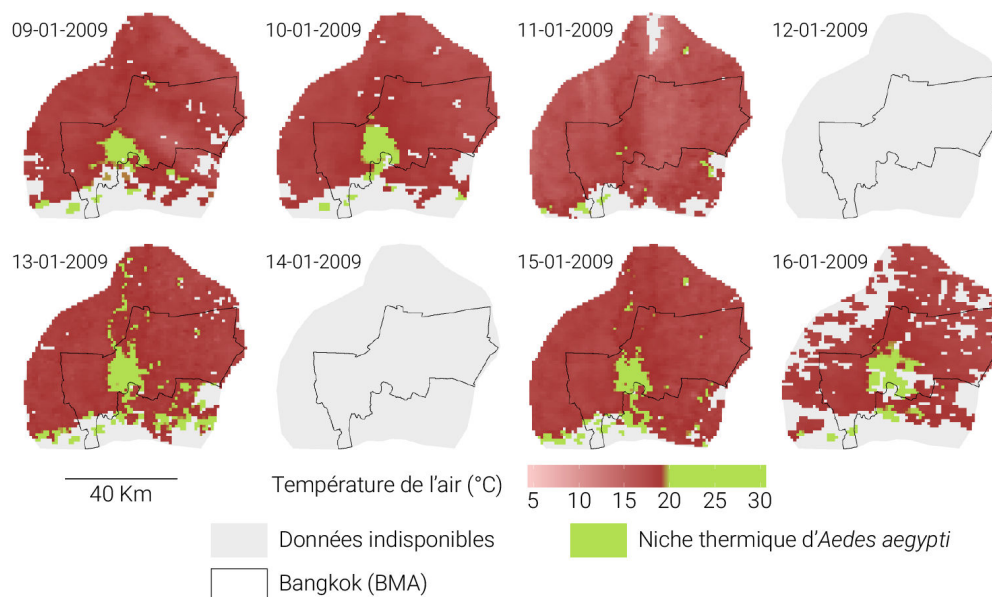 09-01-2009
10-01-2009
11-01-2009
12-01-2009
13-01-2009
14-01-2009
15-01-2009
16-01-2009
40 Km
Température de l'air (°C)
5 10 15 20 25 30
Données indisponibles
Niche thermique d'Aedes aegypti
Bangkok (BMA)